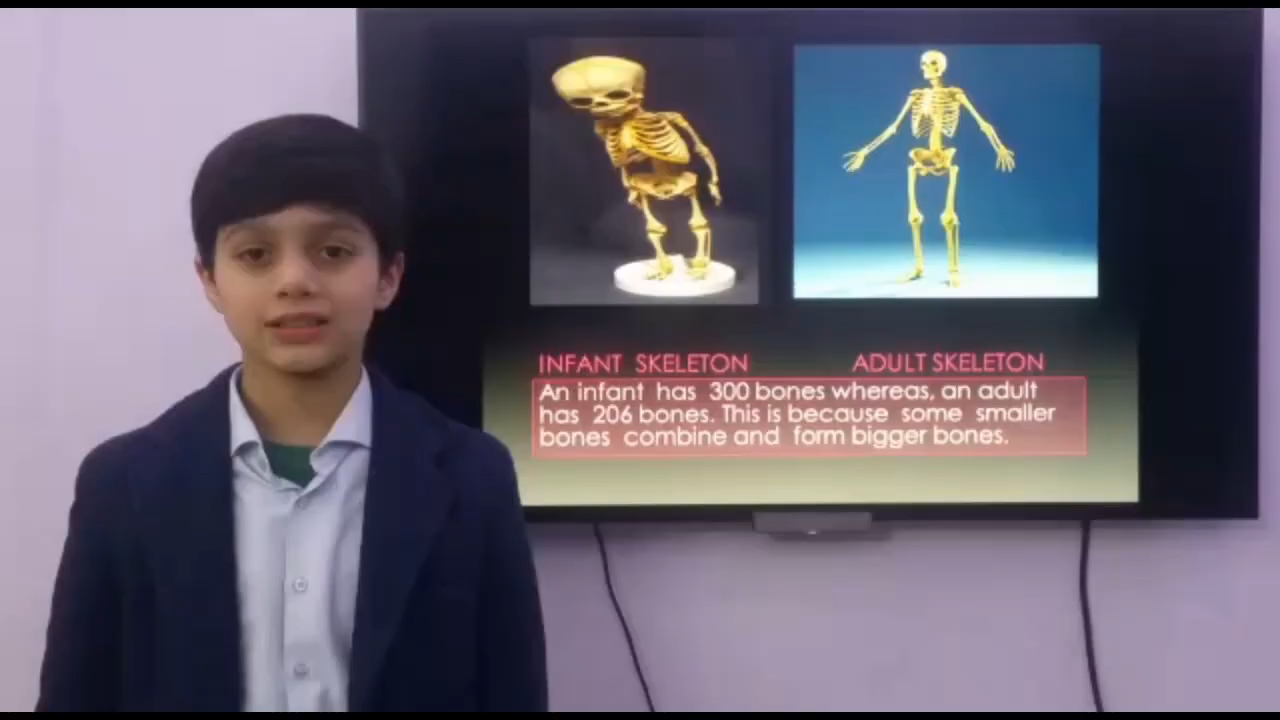 INFANT SKELETON
ADULT SKELETON
An infant has 300 bones whereas, an adult
has 206 bones. This is because some smaller
bones combine and form bigger bones.